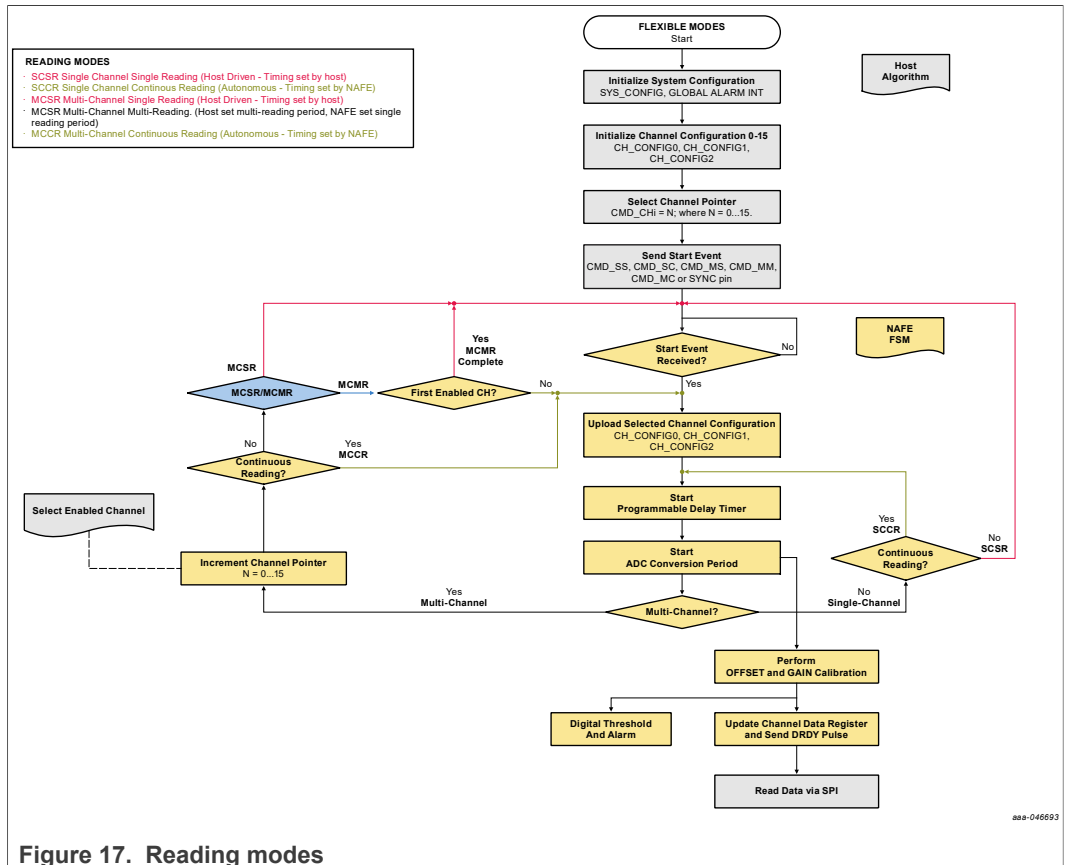 FLEXIBLE MODES
Start
READING MODES
· SCSR Single Channel Single Reading (Host Driven - Timing set by host)
· SCCR Single Channel Continous Reading (Autonomous - Timing set by NAFE)
· MCSR Multi-Channel Single Reading (Host Driven - Timing set by host)
· MCSR Multi-Channel Multi-Reading. (Host set multi-reading period, NAFE set single
reading period)
· MCCR Multi-Channel Continuous Reading (Autonomous - Timing set by NAFE)
Host
Algorithm
Initialize System Configuration
SYS_CONFIG, GLOBAL ALARM INT
Initialize Channel Configuration 0-15
CH_CONFIG0, CH_CONFIG1,
CH_CONFIG2
Select Channel Pointer
CMD_CHi = N; where N = 0...15.
Send Start Event
CMD_SS, CMD_SC, CMD_MS, CMD_MM,
CMD_MC or SYNC pin
NAFE
FSM
Start Event
Received?
No
Yes
Yes
MCMR
Complete
MCSR
MCSR/MCMR
MCMR
First Enabled CH?
No
Upload Selected Channel Configuration
CH_CONFIG0, CH_CONFIG1,
CH_CONFIG2
No
Continuous
Reading?
Yes
MCCR
Select Enabled Channel
Start
Programmable Delay Timer
Yes
SCCR
Continuous
Reading?
No
SCSR
Increment Channel Pointer
N = 0...15
Start
ADC Conversion Period
Yes
Multi-Channel
Multi-Channel?
No
Single-Channel
Perform
OFFSET and GAIN Calibration
Digital Threshold
And Alarm
Update Channel Data Register
and Send DRDY Pulse
Read Data via SPI
aaa-046693
Figure 17. Reading modes